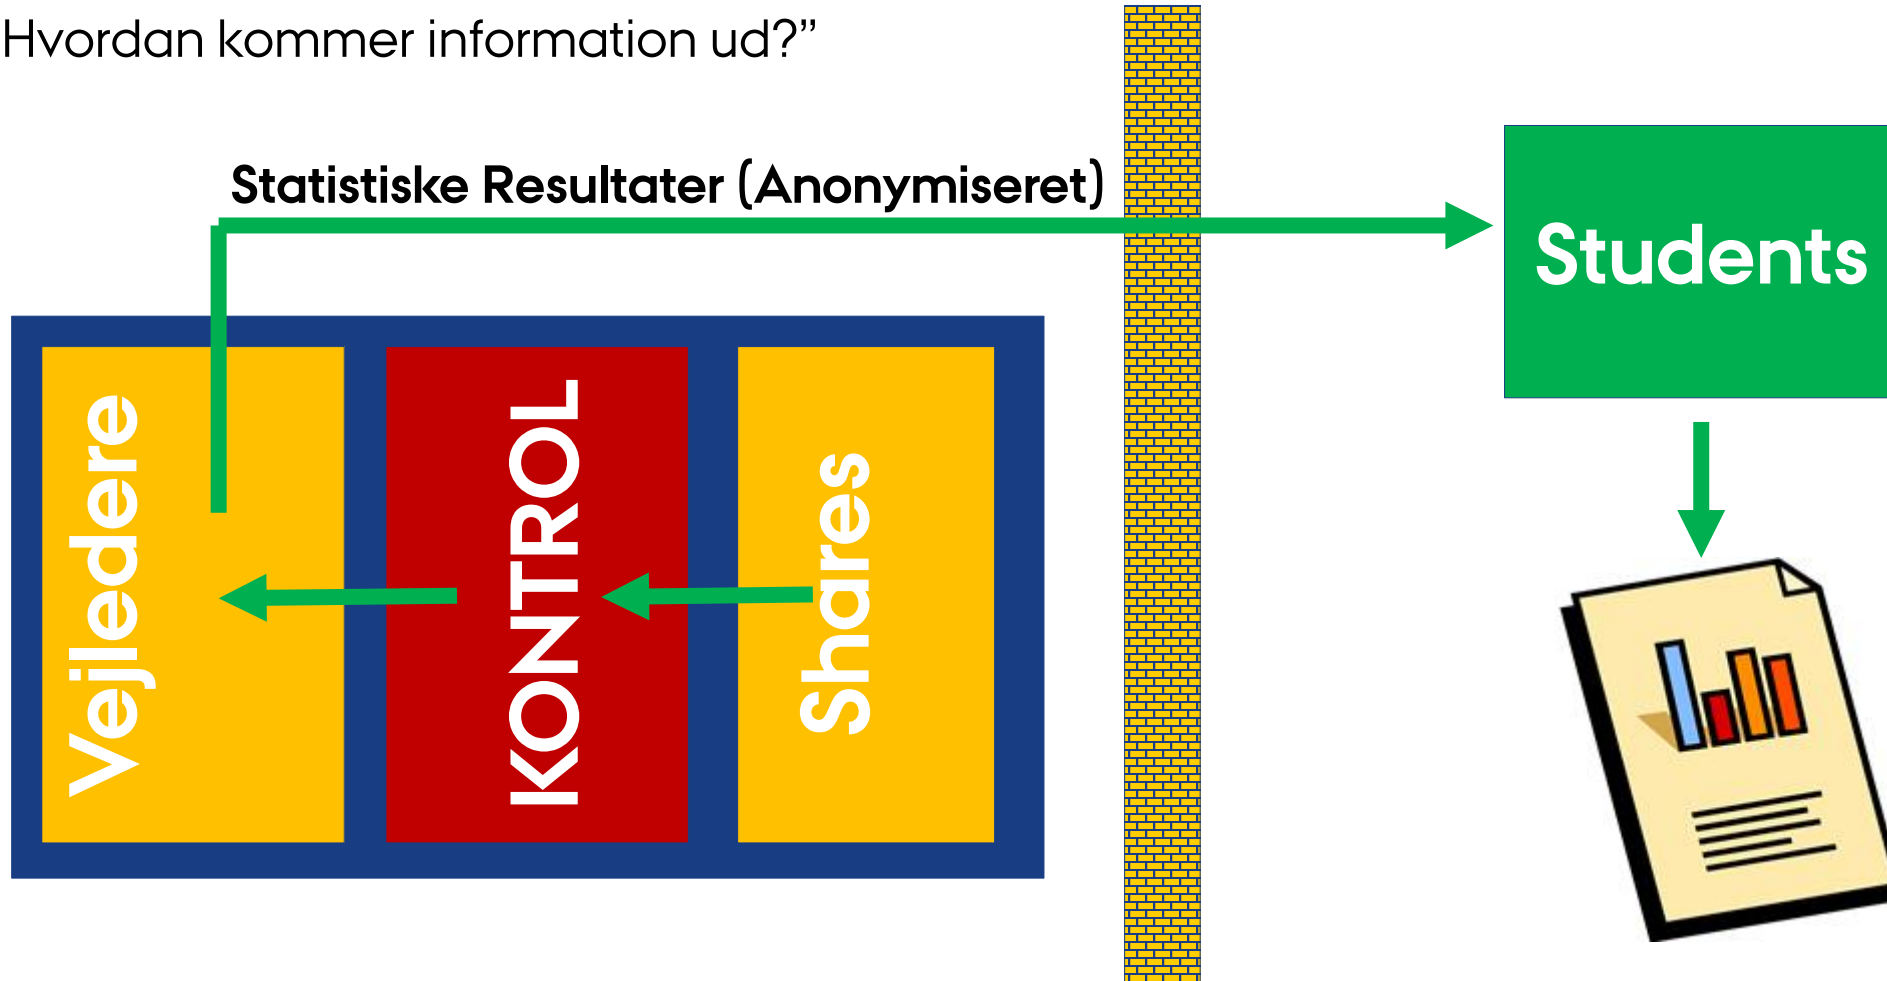 Hvordan kommer information ud?”
Statistiske Resultater (Anonymiseret)
Students
Vejledere
KONTROL
Shares